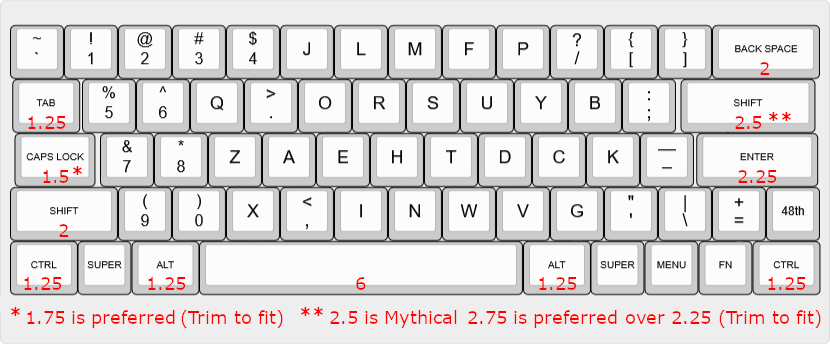 ~ ! @ # $ J L M F P ? { } BACK SPACE
` 1 2 3 4 / [ ] 2
TAB % ^ Q > O R S U Y B : SHIFT
1.25 5 6 . ; 2.5 **
CAPS LOCK & * Z A E H T D C K — ENTER
1.5* 7 8 _ 2.25
SHIFT ( ) X < I N W V G " | + 48th
2 9 0 , ' \ =
CTRL SUPER ALT ALT SUPER MENU FN CTRL
1.25 1.25 6 1.25 1.25
* 1.75 is preferred (Trim to fit) ** 2.5 is Mythical 2.75 is preferred over 2.25 (Trim to fit)